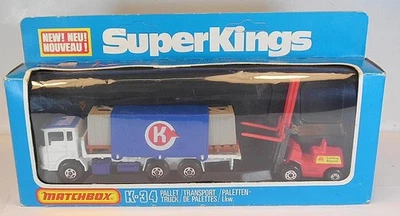 NEW! NEU!
NOUVEAU!
SuperKings
K
MATCHBOX
K-34
PALLET / TRANSPORT / PALETTEN-
TRUCK / DE PALETTES / Lkw.